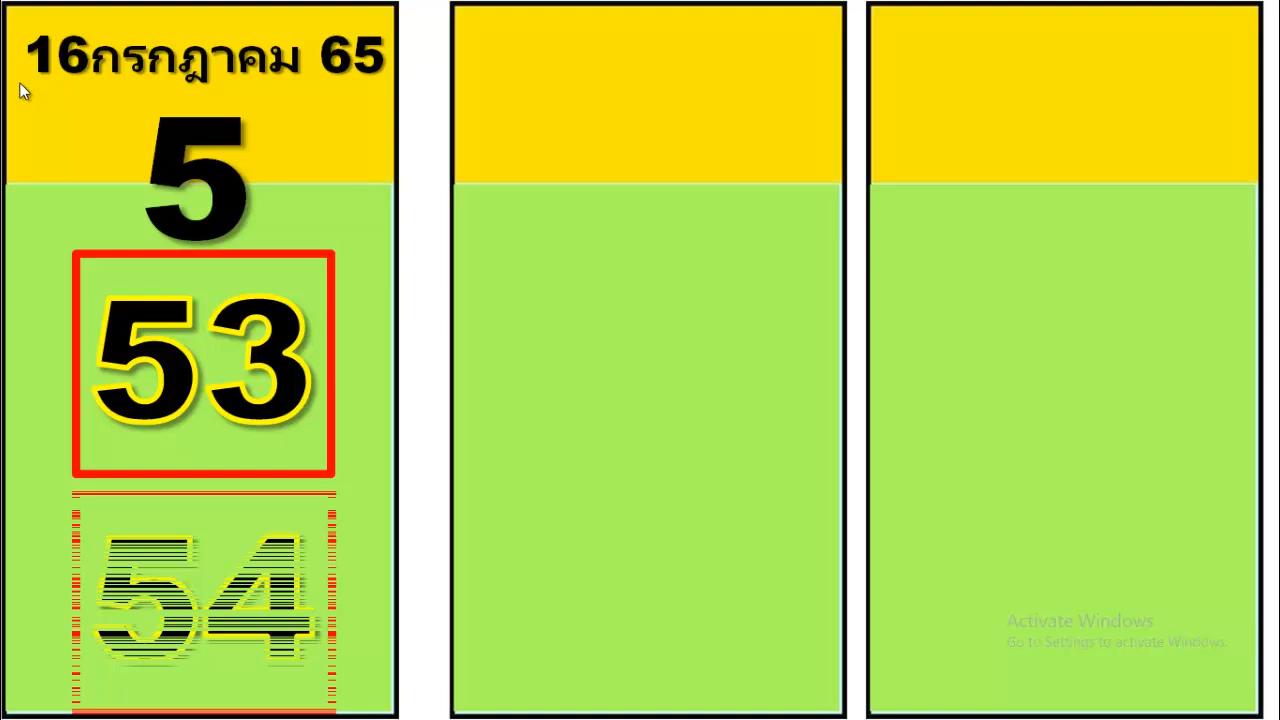 16กรกฎาคม 65
5
53
54
Activate Windows
Go to Settings to activate Windows.